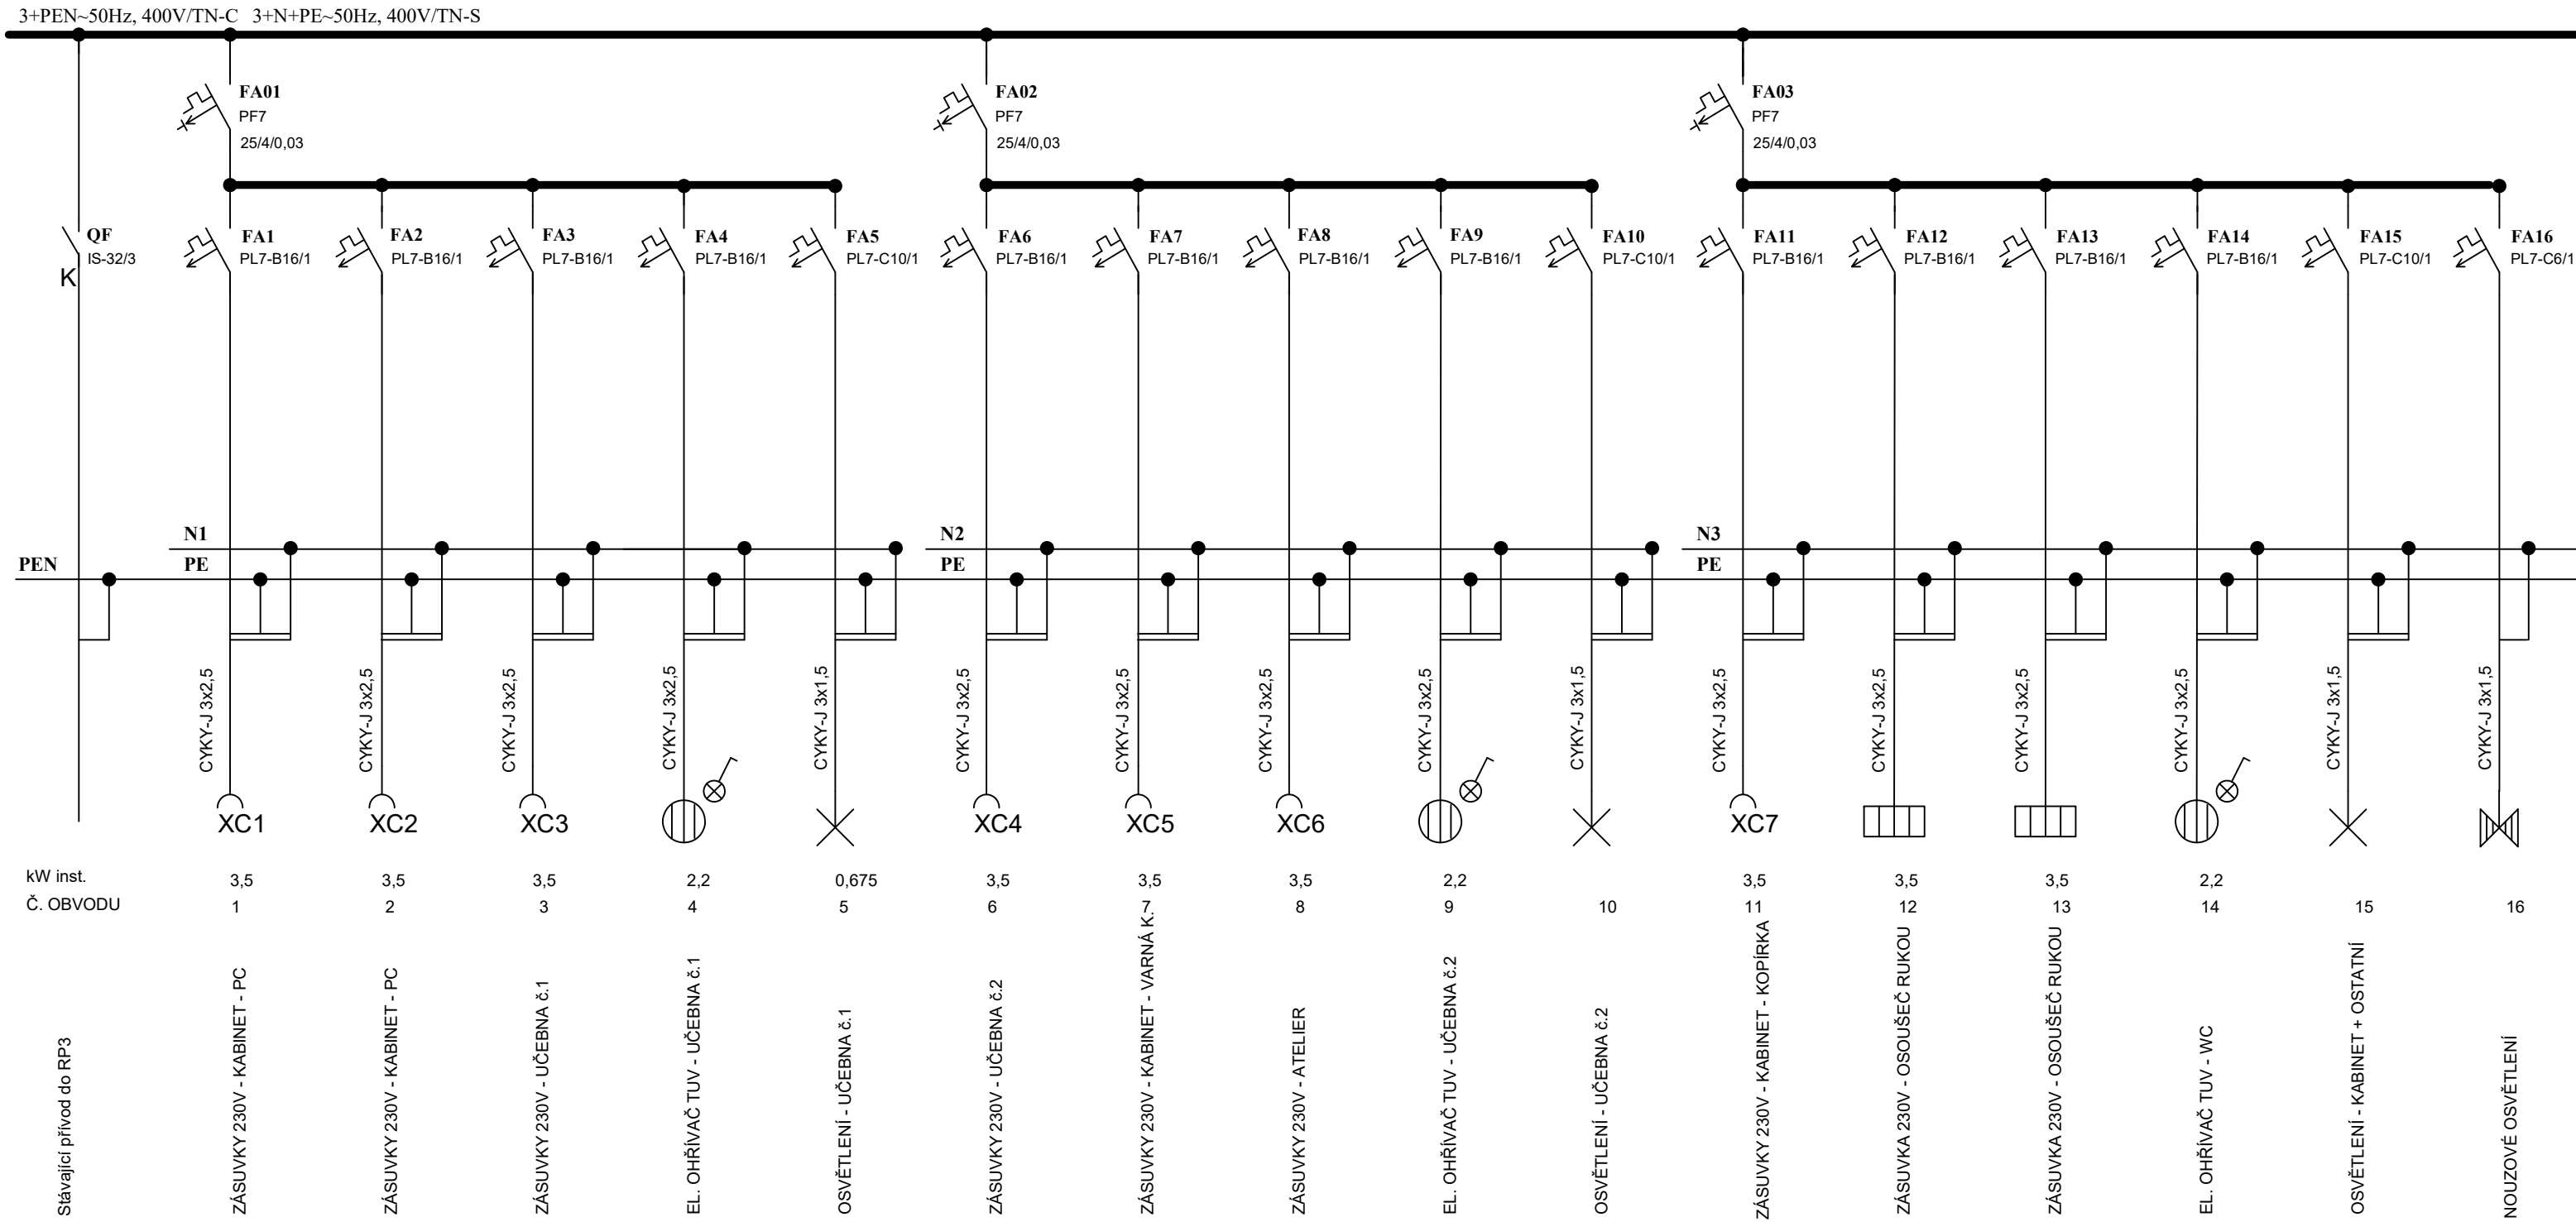 3+PEN~50Hz, 400V/TN-C 3+N+PE~50Hz, 400V/TN-S
FA01
PF7
25/4/0,03
FA02
PF7
25/4/0,03
FA03
PF7
25/4/0,03
QF
IS-32/3
K
FA1
PL7-B16/1
FA2
PL7-B16/1
FA3
PL7-B16/1
FA4
PL7-B16/1
FA5
PL7-C10/1
FA6
PL7-B16/1
FA7
PL7-B16/1
FA8
PL7-B16/1
FA9
PL7-B16/1
FA10
PL7-C10/1
FA11
PL7-B16/1
FA12
PL7-B16/1
FA13
PL7-B16/1
FA14
PL7-B16/1
FA15
PL7-C10/1
FA16
PL7-C6/1
N1
N2
N3
PEN
PE
PE
PE
CYKY-J 3x2,5
CYKY-J 3x2,5
CYKY-J 3x2,5
CYKY-J 3x2,5
CYKY-J 3x1,5
CYKY-J 3x2,5
CYKY-J 3x2,5
CYKY-J 3x2,5
CYKY-J 3x2,5
CYKY-J 3x1,5
CYKY-J 3x2,5
CYKY-J 3x2,5
CYKY-J 3x2,5
CYKY-J 3x2,5
CYKY-J 3x1,5
CYKY-J 3x1,5
XC1
XC2
XC3
XC4
XC5
XC6
XC7
kW inst. 3,5 3,5 3,5 2,2 0,675 3,5 3,5 3,5 2,2 3,5 3,5 3,5 2,2
Č. OBVODU 1 2 3 4 5 6 7 8 9 10 11 12 13 14 15 16
Stávající přívod do RP3
ZÁSUVKY 230V - KABINET - PC
ZÁSUVKY 230V - KABINET - PC
ZÁSUVKY 230V - UČEBNA č.1
EL. OHŘÍVAČ TUV - UČEBNA č.1
OSVĚTLENÍ - UČEBNA č.1
ZÁSUVKY 230V - UČEBNA č.2
ZÁSUVKY 230V - KABINET - VARNÁ K.
ZÁSUVKY 230V - ATELIER
EL. OHŘÍVAČ TUV - UČEBNA č.2
OSVĚTLENÍ - UČEBNA č.2
ZÁSUVKY 230V - KABINET - KOPÍRKA
ZÁSUVKA 230V - OSOUŠEČ RUKOU
ZÁSUVKA 230V - OSOUŠEČ RUKOU
EL. OHŘÍVAČ TUV - WC
OSVĚTLENÍ - KABINET + OSTATNÍ
NOUZOVÉ OSVĚTLENÍ